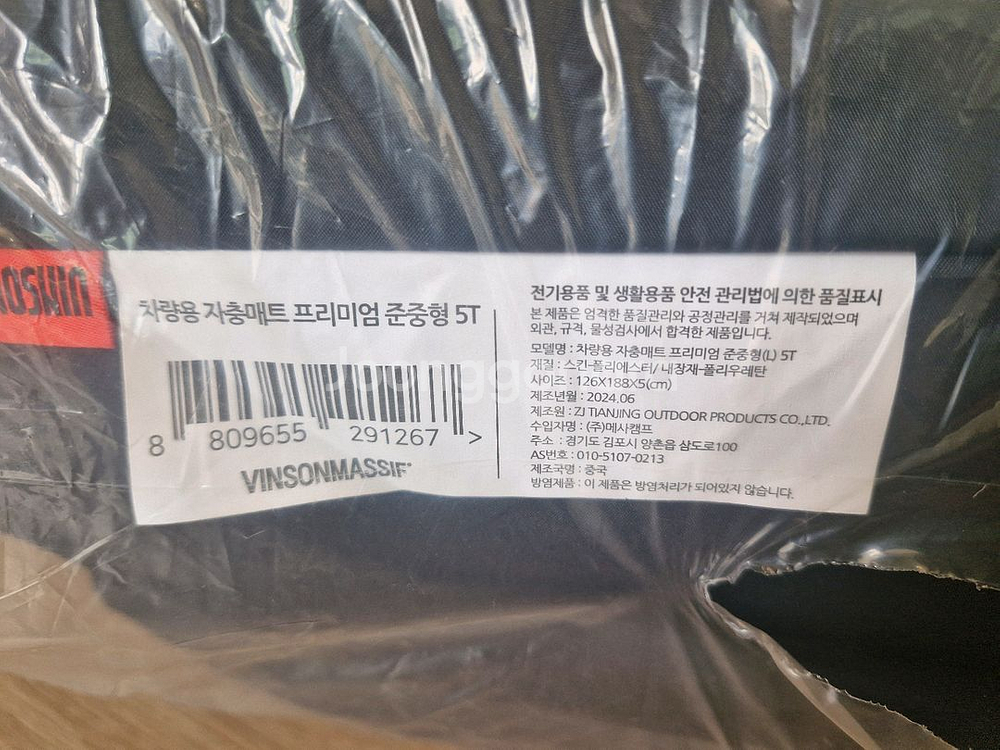 차량용 자충매트 프리미엄 준중형 5T
8 809655 291267 >
VINSONMASSIF
전기용품 및 생활용품 안전 관리법에 의한 품질표시
본 제품은 엄격한 품질관리와 공정관리를 거쳐 제작되었으며
외관, 규격, 물성검사에서 합격한 제품입니다.
모델명 : 차량용 자충매트 프리미엄 준중형(L) 5T
재질 : 스킨-폴리에스터/ 내장재-폴리우레탄
사이즈 : 126X188X5(cm)
제조년월 : 2024.06
제조원 : ZJ TIANJING OUTDOOR PRODUCTS CO.,LTD.
수입자명 : (주)메사캠프
주소 : 경기도 김포시 양촌읍 삼도로100
AS번호 : 010-5107-0213
제조국명 : 중국
방염제품 : 이 제품은 방염처리가 되어있지 않습니다.